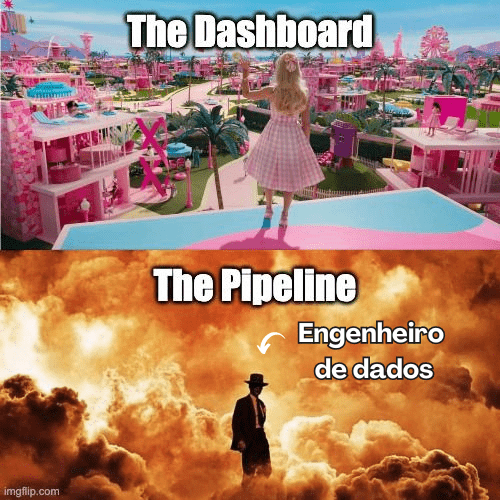 The Dashboard
The Pipeline
Engenheiro
de dados
imgflip.com